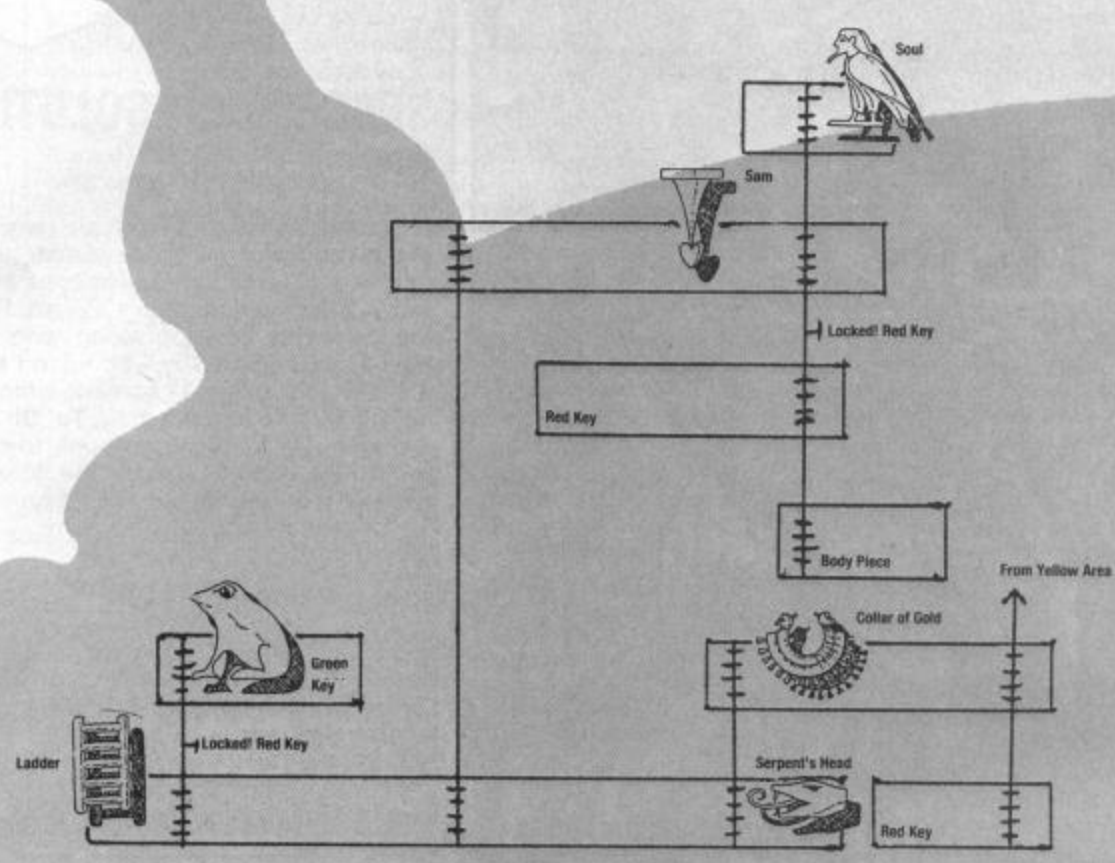 Soul
Sam
Locked! Red Key
Red Key
Body Piece
From Yellow Area
Collar of Gold
Green
Key
Locked! Red Key
Ladder
Serpent's Head
Red Key